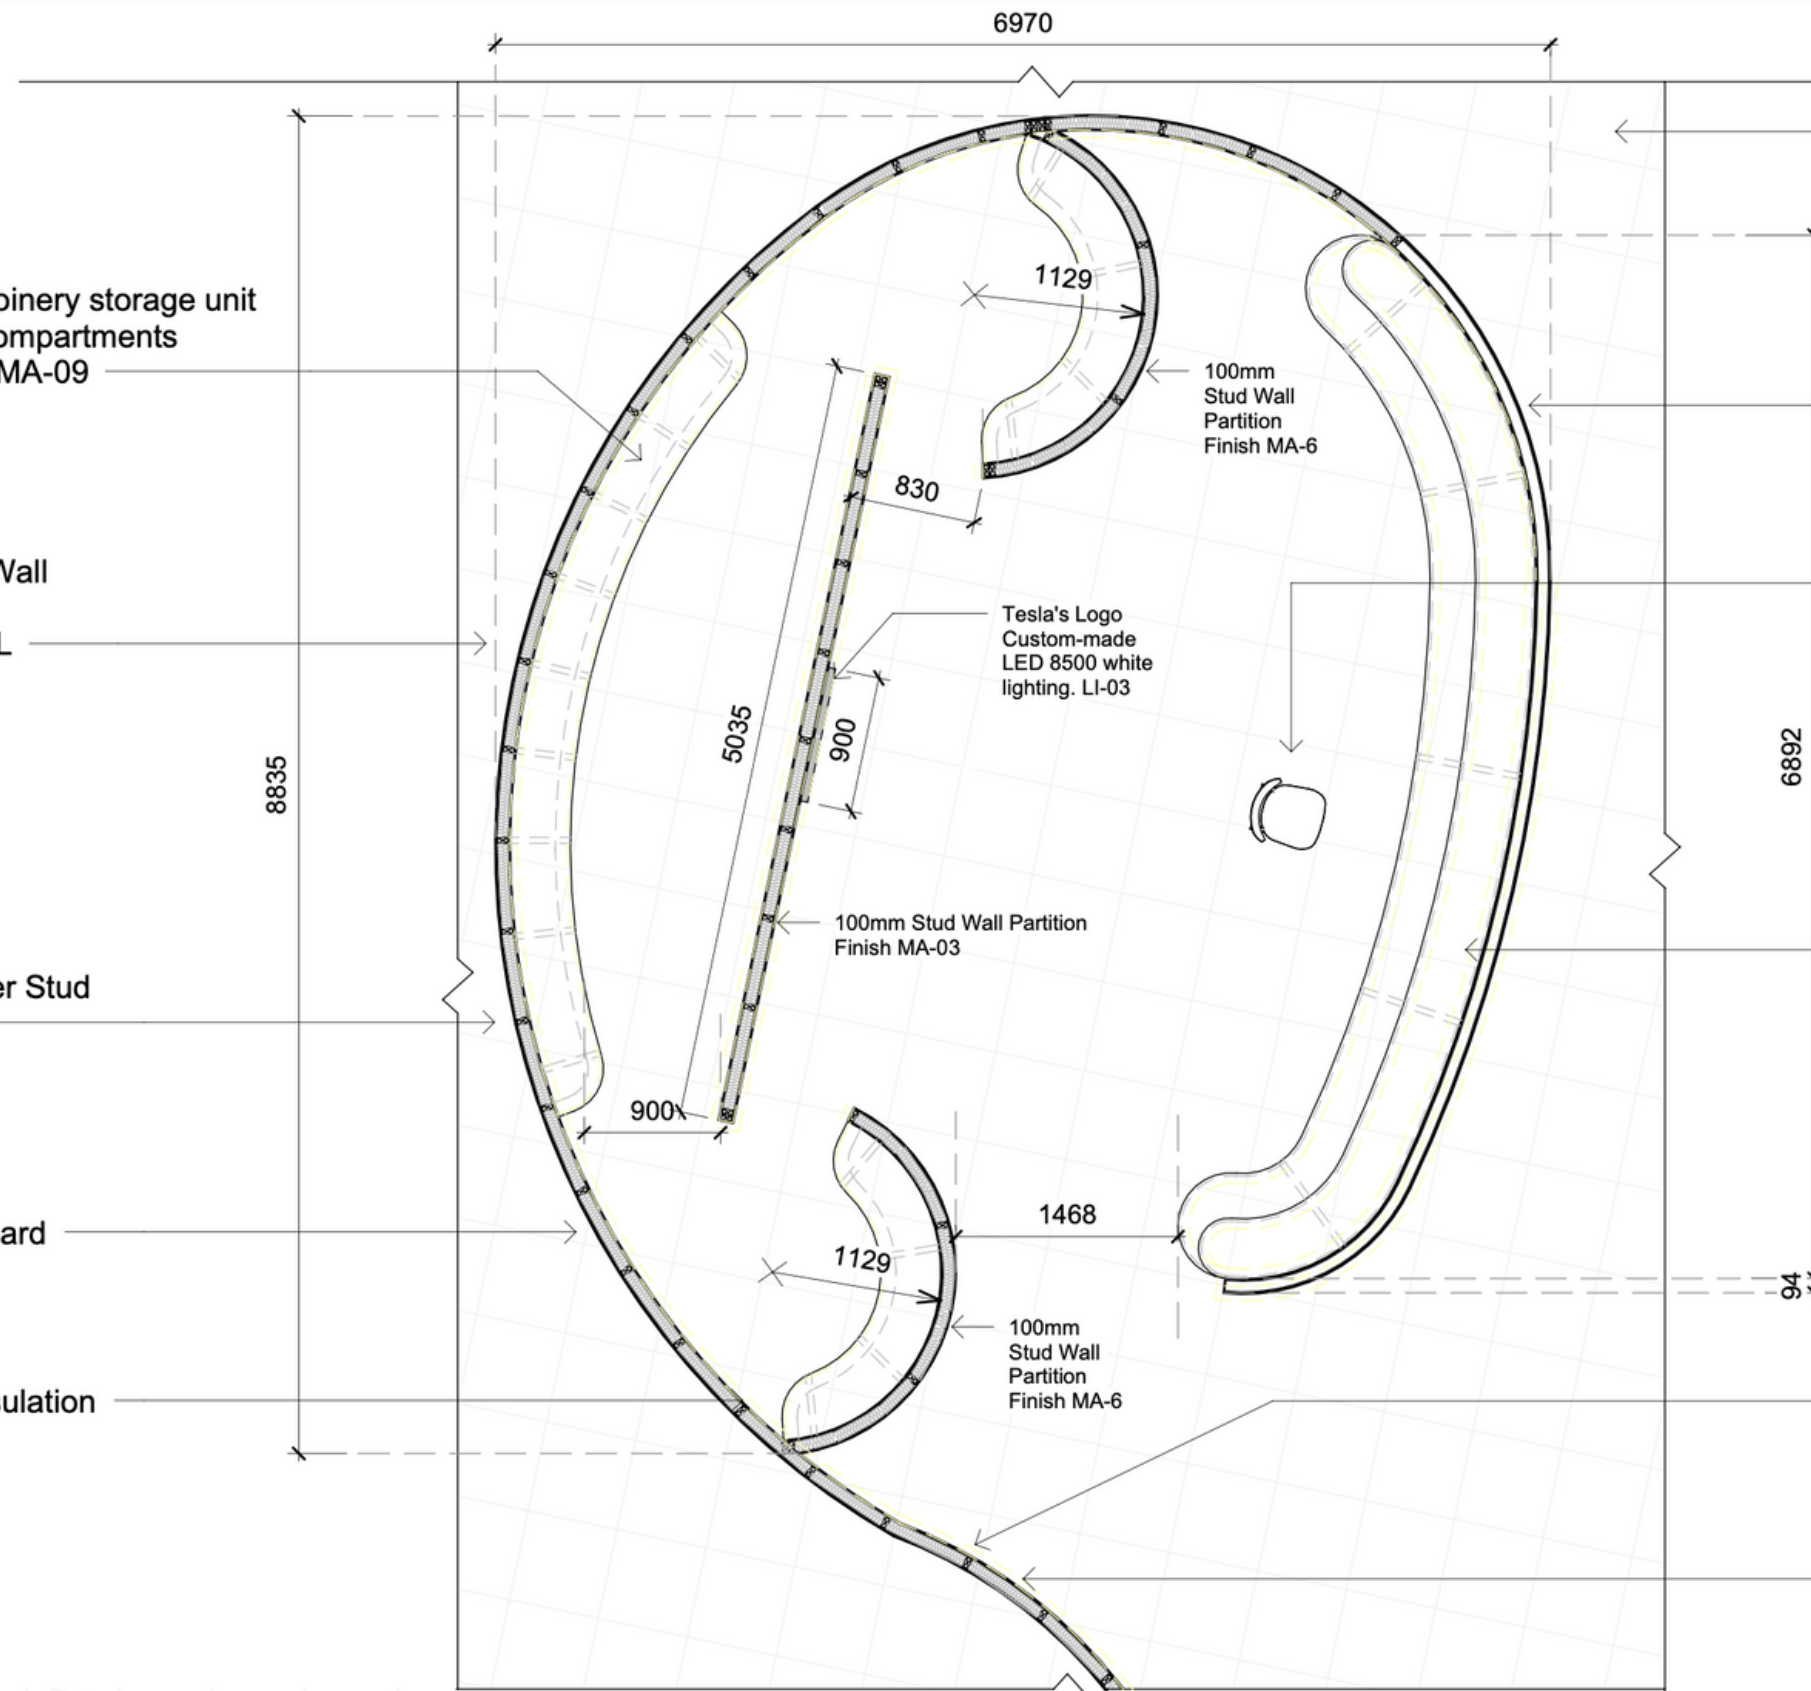 6970
oinery storage unit
ompartments
MA-09
1129
100mm
Stud Wall
Partition
Finish MA-6
830
Wall
L
Tesla's Logo
Custom-made
LED 8500 white
lighting. LI-03
5035
900
8835
6892
100mm Stud Wall Partition
Finish MA-03
er Stud
900
1468
ard
1129
94
100mm
Stud Wall
Partition
Finish MA-6
sulation